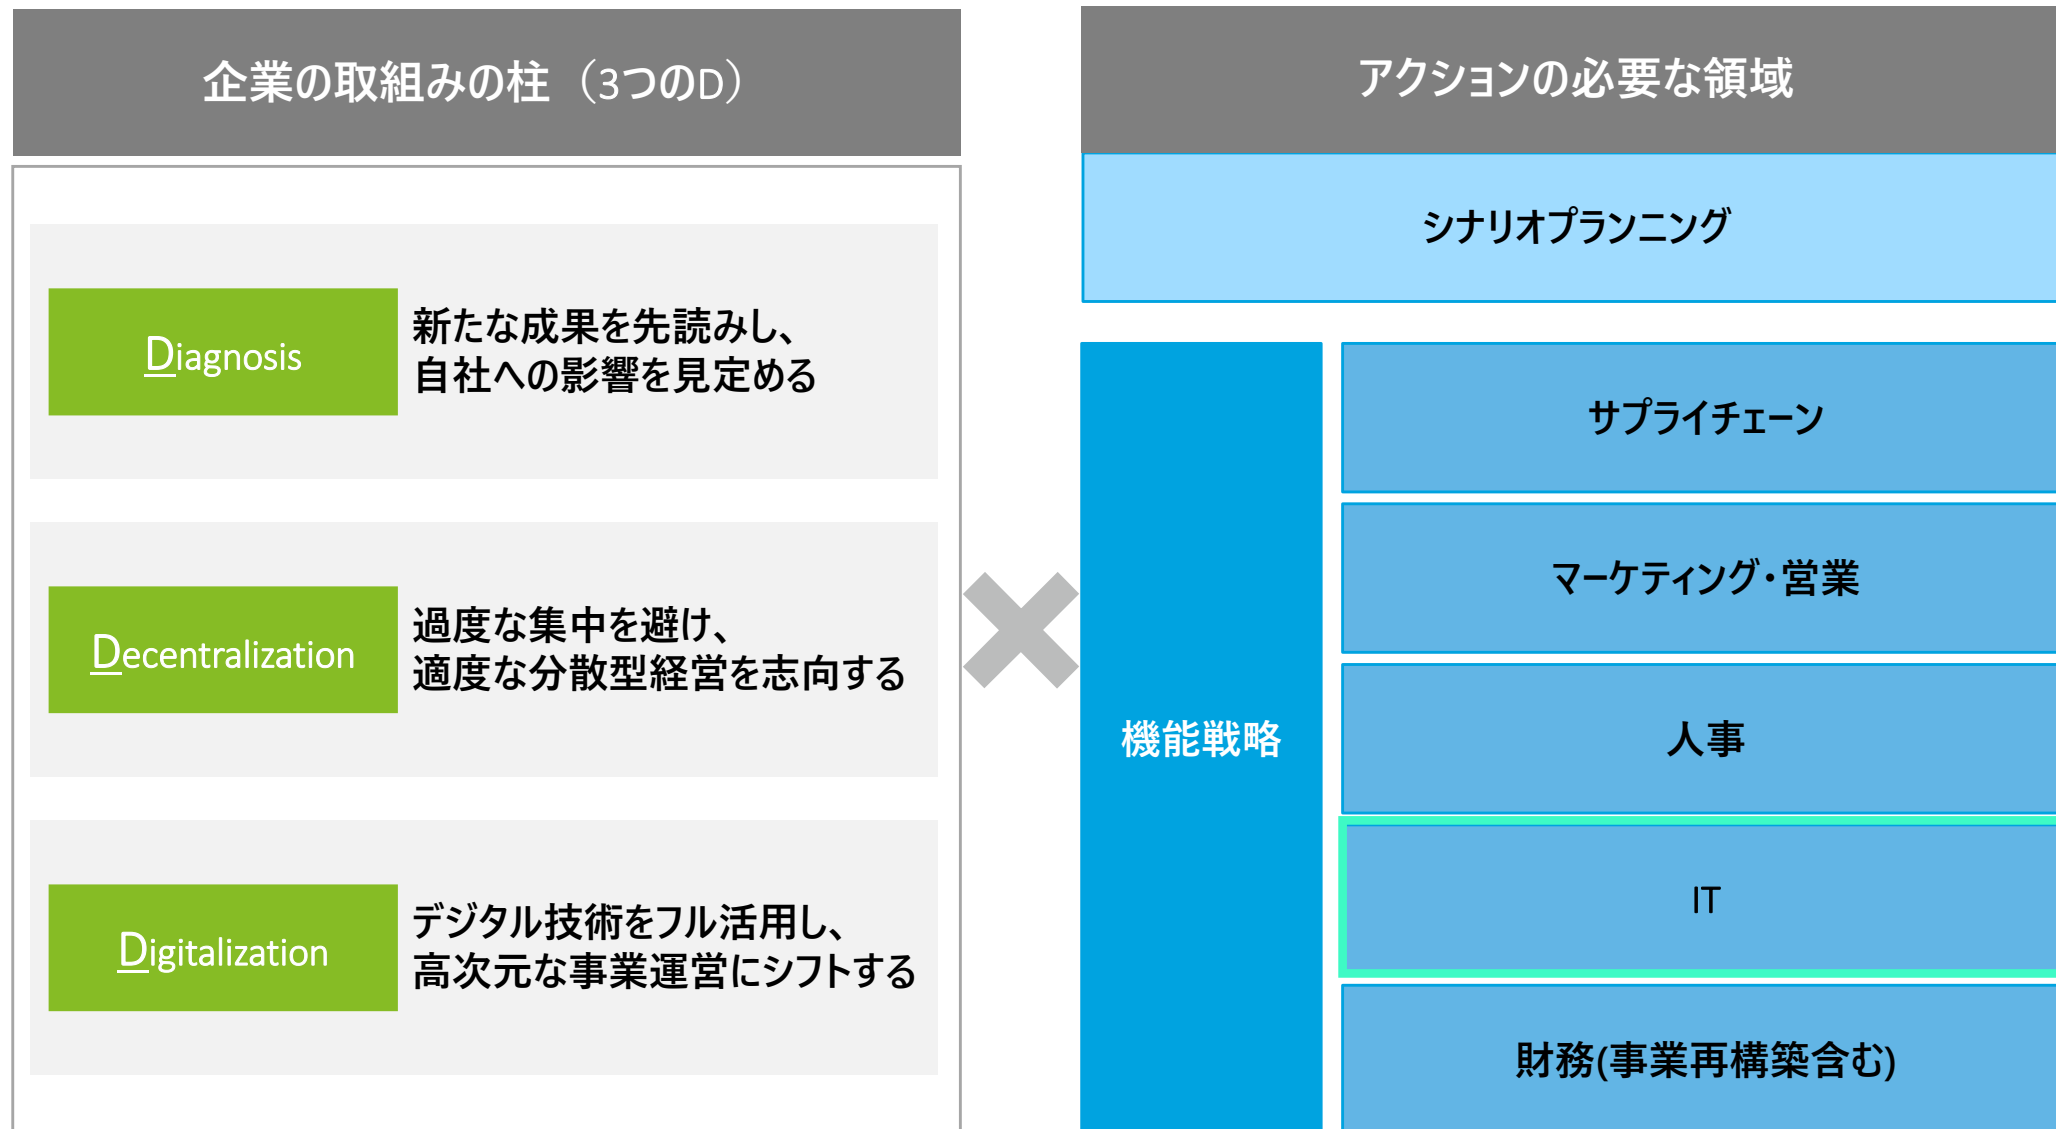 企業の取組みの柱（3つのD）
Diagnosis
新たな成果を先読みし、
自社への影響を見定める
Decentralization
過度な集中を避け、
適度な分散型経営を志向する
Digitalization
デジタル技術をフル活用し、
高次元な事業運営にシフトする
アクションの必要な領域
シナリオプランニング
機能戦略
サプライチェーン
マーケティング・営業
人事
IT
財務(事業再構築含む)